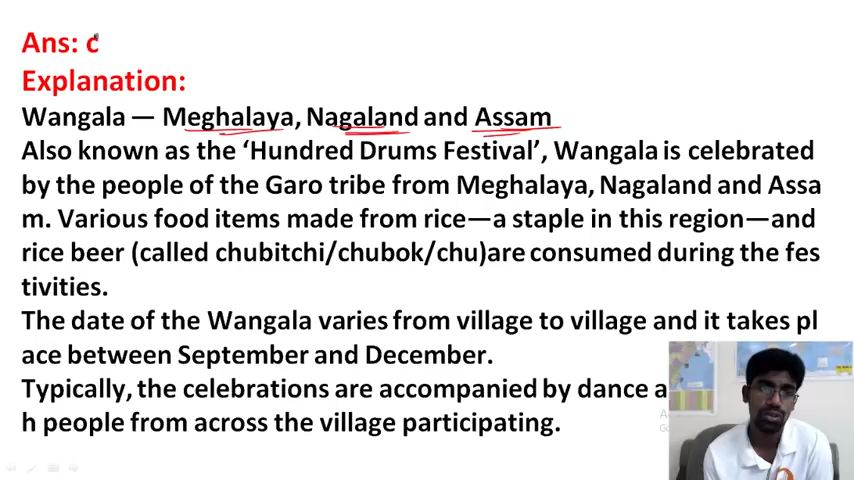 Ans: c
Explanation:
Wangala — Meghalaya, Nagaland and Assam
Also known as the ‘Hundred Drums Festival’, Wangala is celebrated
by the people of the Garo tribe from Meghalaya, Nagaland and Assa
m. Various food items made from rice—a staple in this region—and
rice beer (called chubitchi/chubok/chu)are consumed during the fes
tivities.
The date of the Wangala varies from village to village and it takes pl
ace between September and December.
Typically, the celebrations are accompanied by dance a
h people from across the village participating.